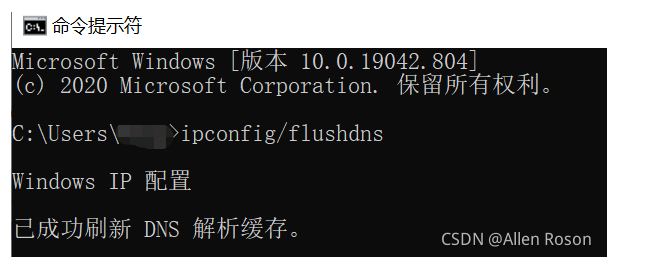 命令提示符
Microsoft Windows [版本 10.0.19042.804]
(c) 2020 Microsoft Corporation. 保留所有权利。
C:\Users\ >ipconfig/flushdns
Windows IP 配置
已成功刷新 DNS 解析缓存。
CSDN @Allen Roson